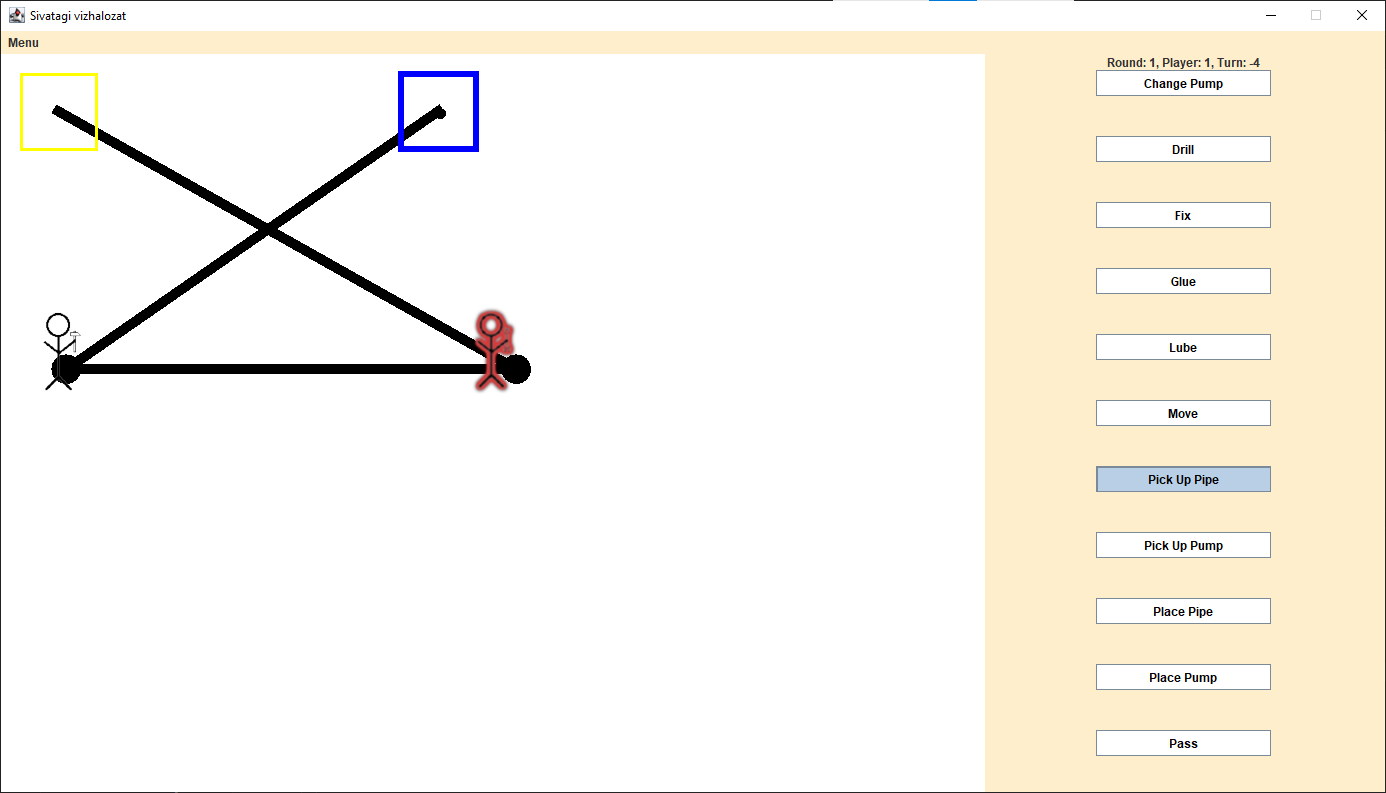 Sivatagi vizhalozat
Menu
Round: 1, Player: 1, Turn: -4
Change Pump
Drill
Fix
Glue
Lube
Move
Pick Up Pipe
Pick Up Pump
Place Pipe
Place Pump
Pass